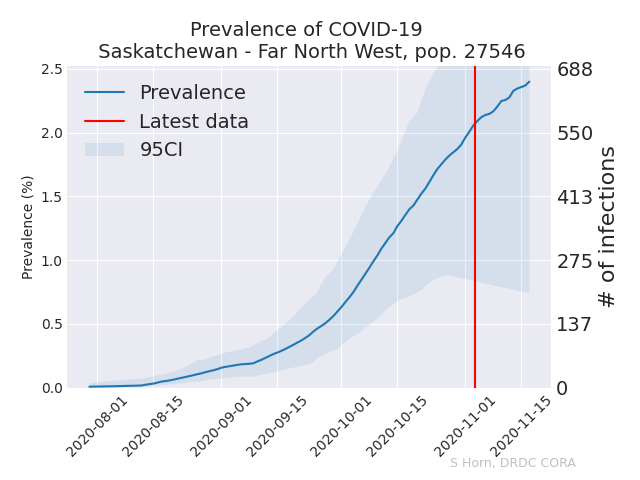 Prevalence of COVID-19
Saskatchewan - Far North West, pop. 27546
Prevalence
Latest data
95CI
Prevalence (%)
2.5
2.0
1.5
1.0
0.5
0.0
688
550
413
275
137
0
# of infections
2020-08-01
2020-08-15
2020-09-01
2020-09-15
2020-10-01
2020-10-15
2020-11-01
2020-11-15
S Horn, DRDC CORA